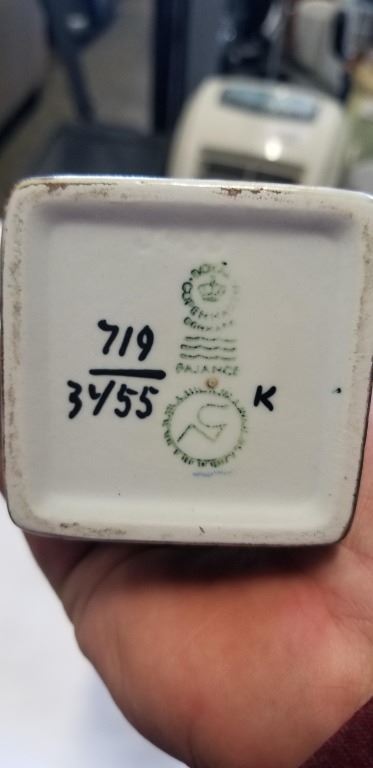 ROYAL
COPENHAGEN
DENMARK
FAJANCE
719
3455
K